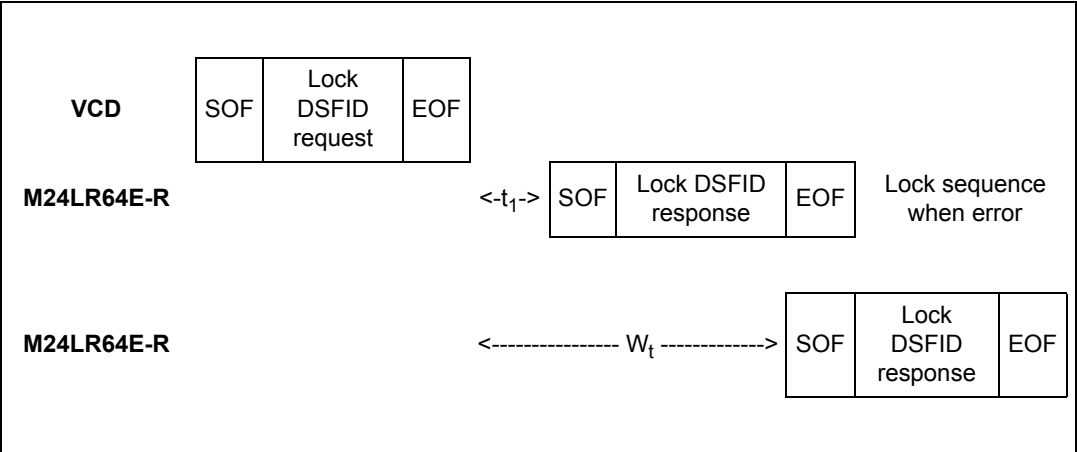 VCD
SOF
Lock
DSFID
request
EOF
M24LR64E-R
<-t1->
SOF
Lock DSFID
response
EOF
Lock sequence
when error
M24LR64E-R
<---------------- Wt ------------->
SOF
Lock
DSFID
response
EOF